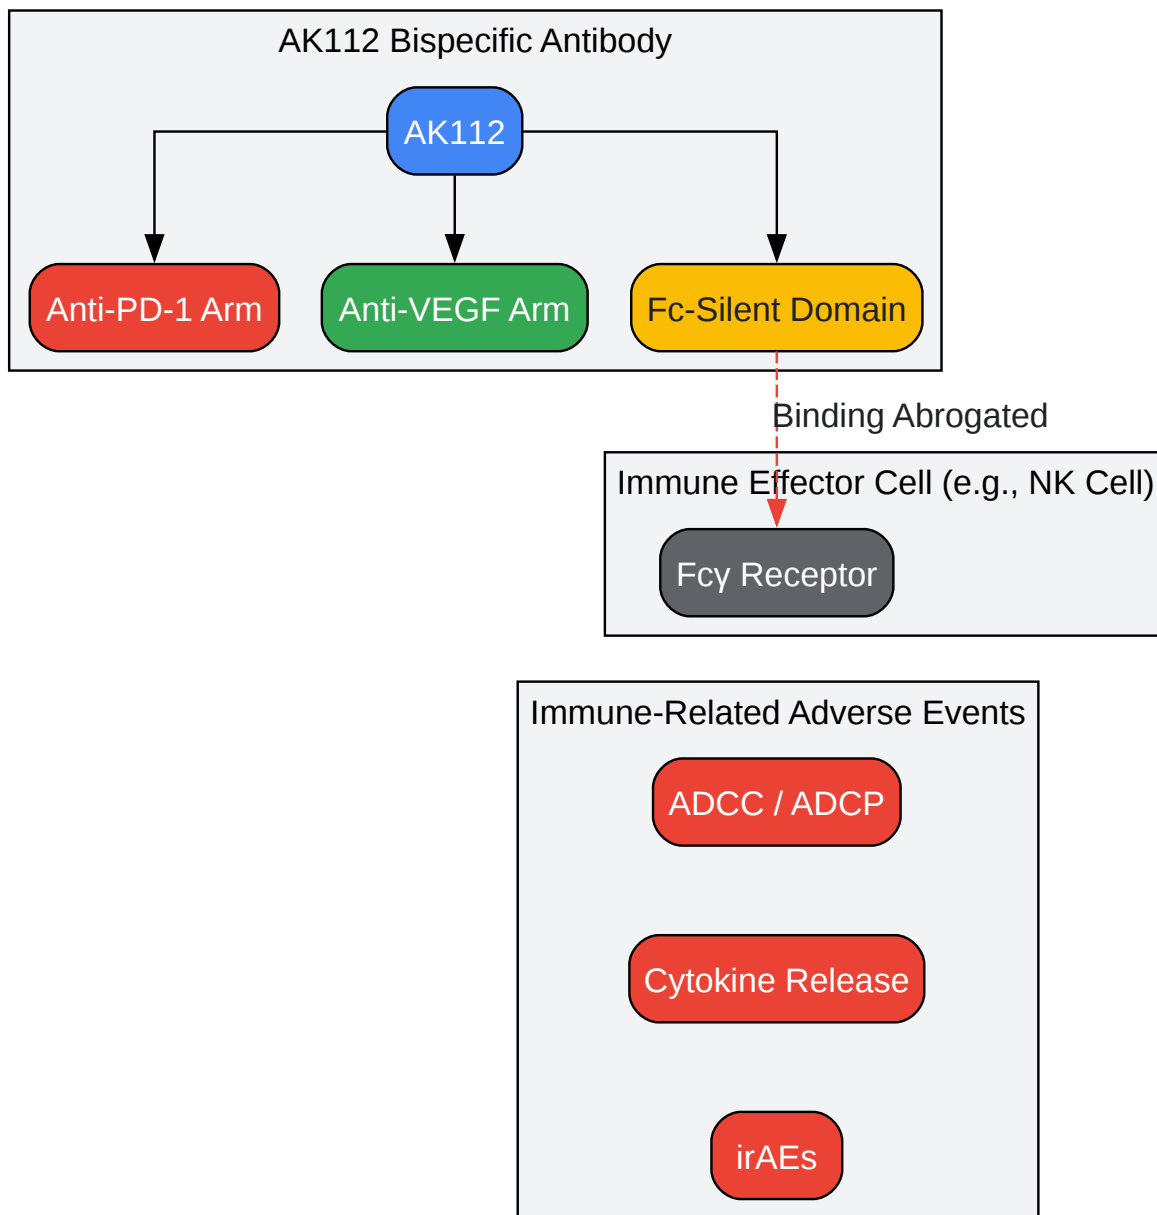 AK112 Bispecific Antibody
AK112
Anti-PD-1 Arm
Anti-VEGF Arm
Fc-Silent Domain
Binding Abrogated
Immune Effector Cell (e.g., NK Cell)
Fcγ Receptor
Immune-Related Adverse Events
ADCC / ADCP
Cytokine Release
irAEs